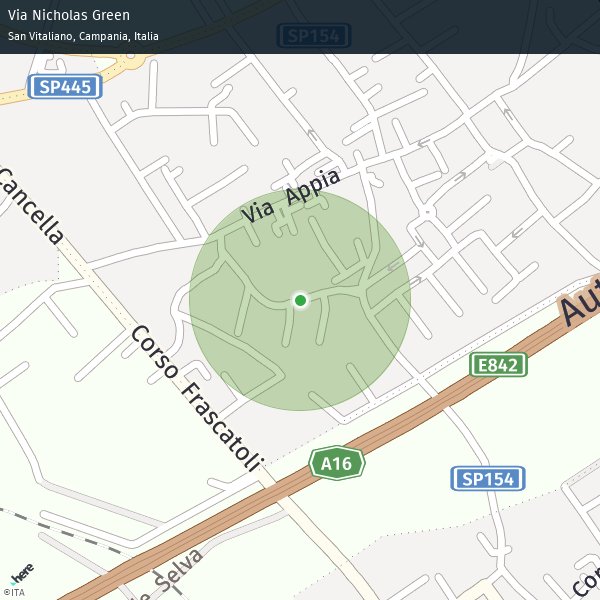 Via Nicholas Green
San Vitaliano, Campania, Italia
SP154
SP445
Via Appia
Cancella
Aut
Corso Frascatoli
E842
A16
SP154
Selva
Cor
here
©ITA